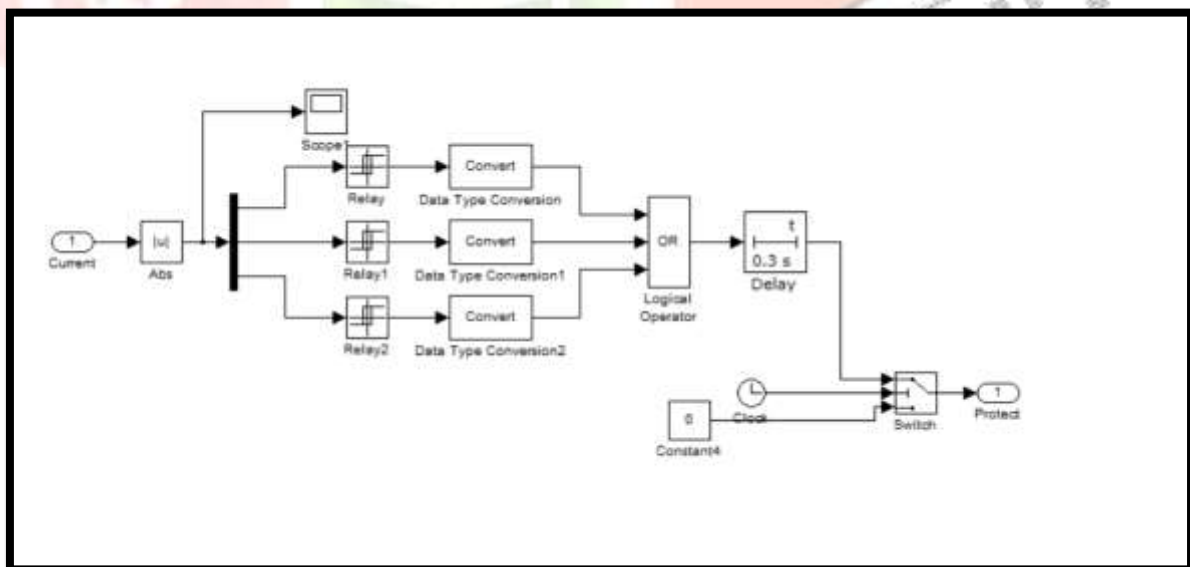 Scope1
Convert
Relay
Data Type Conversion
1
Current
|u|
Abs
Convert
Relay1
Data Type Conversion1
OR
Logical
Operator
t
0.3 s
Delay
Convert
Relay2
Data Type Conversion2
Clock
0
Constant4
Switch
1
Protect